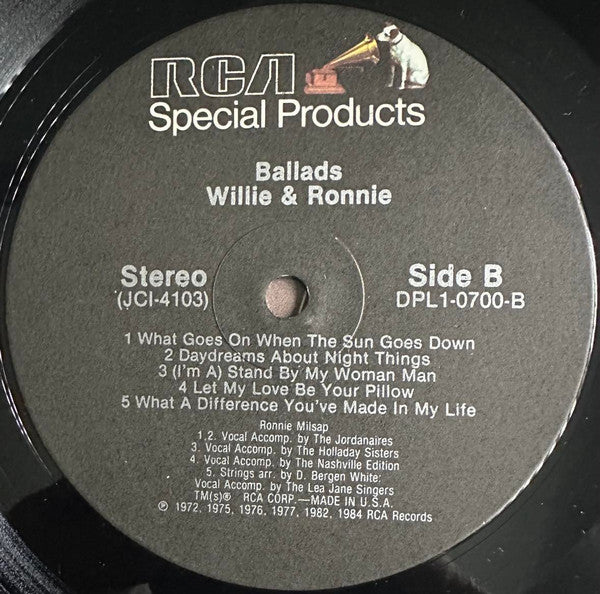 RCA
Special Products
Ballads
Willie & Ronnie
Stereo
(JCI-4103)
Side B
DPL1-0700-B
1 What Goes On When The Sun Goes Down
2 Daydreams About Night Things
3 (I'm A) Stand By My Woman Man
4 Let My Love Be Your Pillow
5 What A Difference You've Made In My Life
Ronnie Milsap
1,2. Vocal Accomp. by The Jordanaires
3. Vocal Accomp. by The Holladay Sisters
4. Vocal Accomp. by The Nashville Edition
5. Strings arr. by D. Bergen White:
Vocal Accomp. by The Lea Jane Singers
TM(s)® RCA CORP.—MADE IN U.S.A.
℗ 1972, 1975, 1976, 1977, 1982, 1984 RCA Records